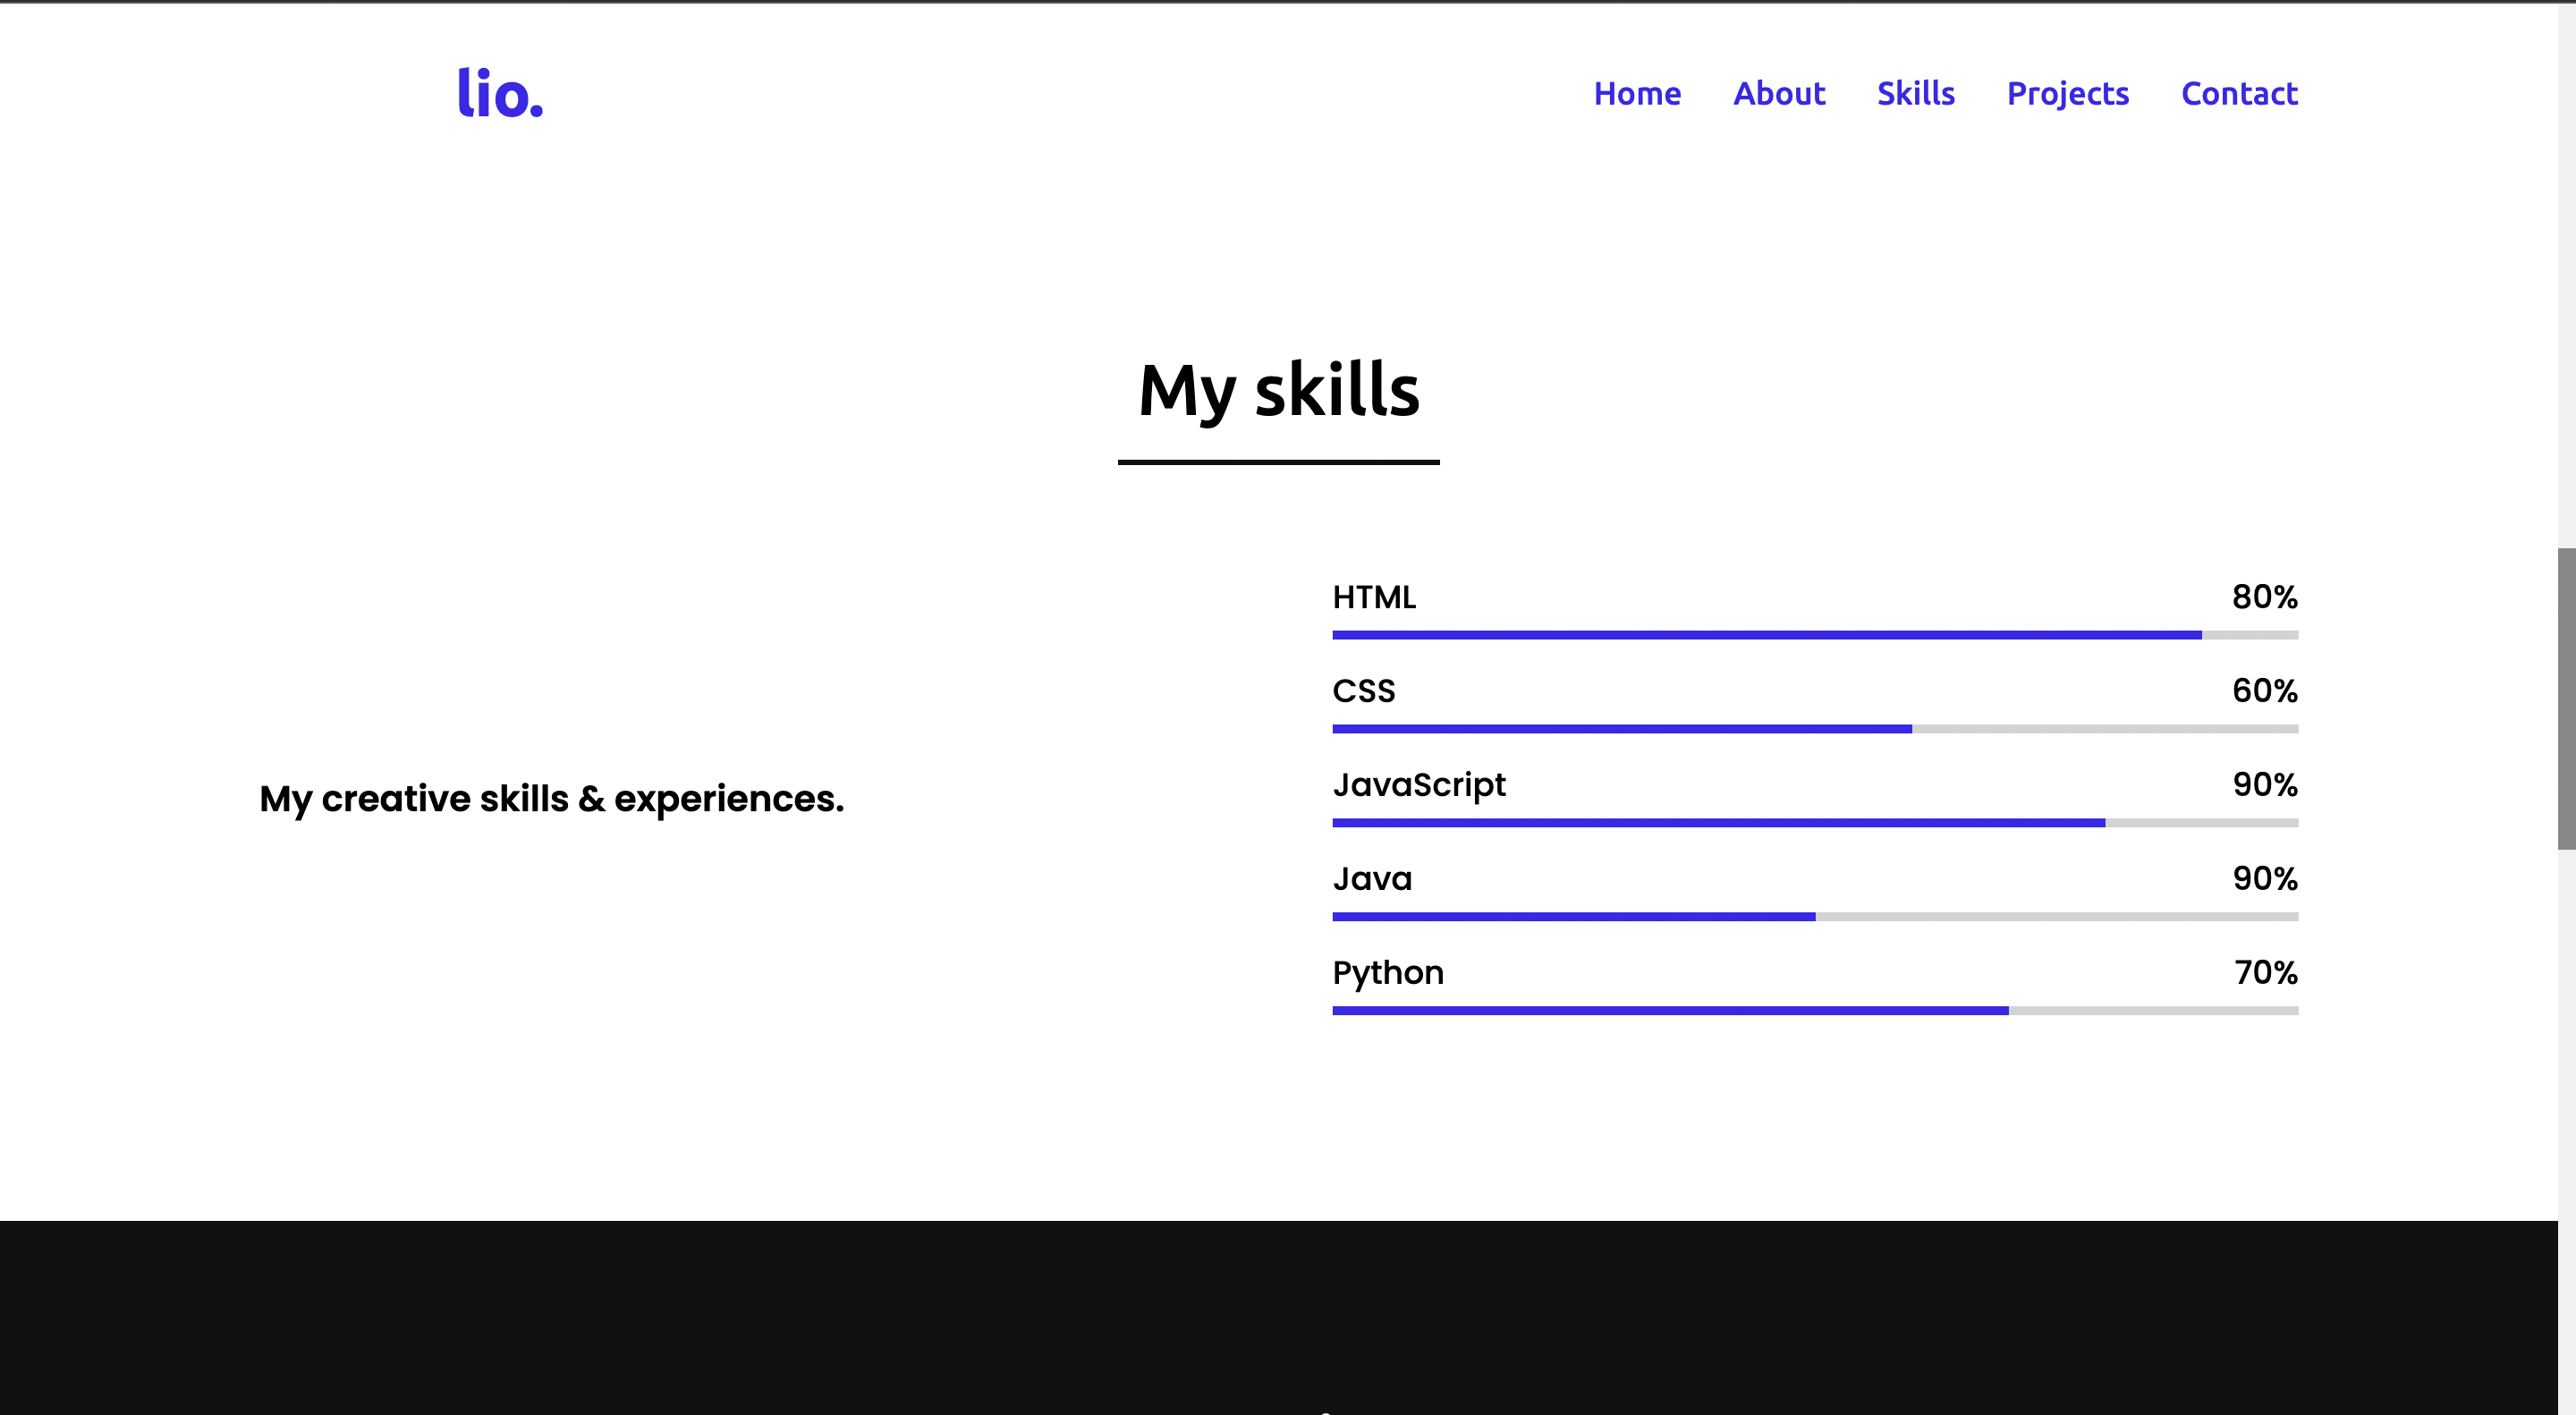 lio.
Home About Skills Projects Contact
My skills
My creative skills & experiences.
HTML 80%
CSS 60%
JavaScript 90%
Java 90%
Python 70%